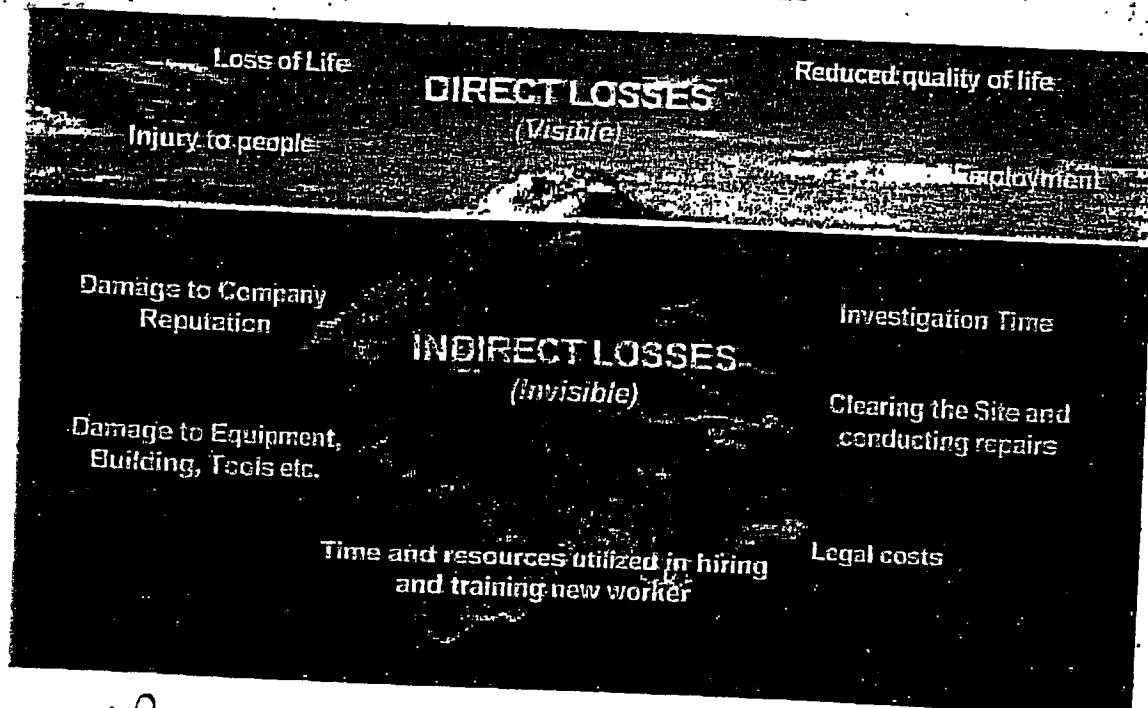 Loss of Life
DIRECT LOSSES
(Visible)
Reduced quality of life
Injury to people
Damage to Company
Reputation
INDIRECT LOSSES
(Invisible)
Investigation Time
Damage to Equipment,
Building, Tools etc.
Clearing the Site and
conducting repairs
Time and resources utilized in hiring
and training new worker
Legal costs